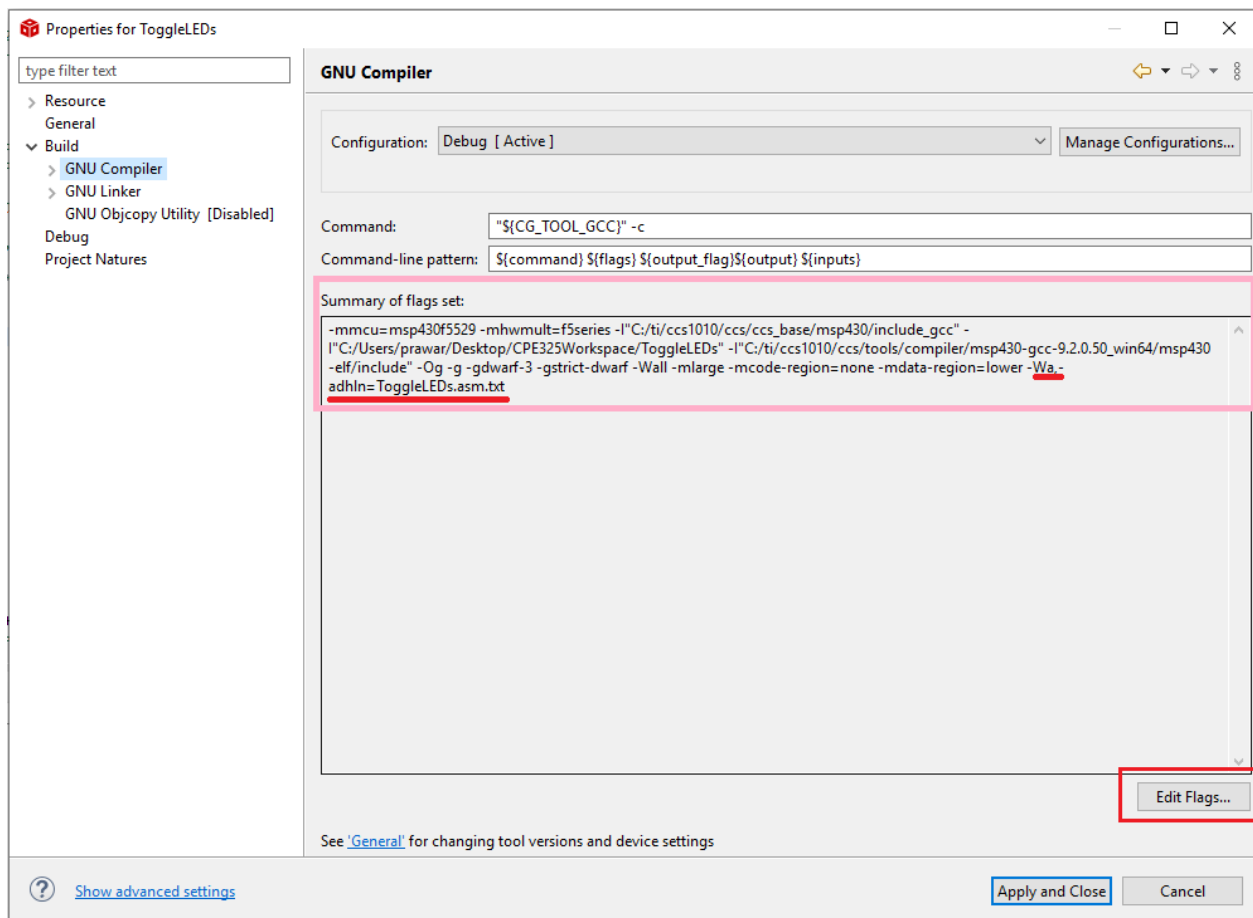 Properties for ToggleLEDs
type filter text
Resource
General
Build
GNU Compiler
GNU Linker
GNU Objcopy Utility [Disabled]
Debug
Project Natures
GNU Compiler
Configuration: Debug [ Active ] Manage Configurations...
Command: "${CG_TOOL_GCC}" -c
Command-line pattern: ${command} ${flags} ${output_flag}${output} ${inputs}
Summary of flags set:
-mmcu=msp430f5529 -mhwmult=f5series -I"C:/ti/ccs1010/ccs/ccs_base/msp430/include_gcc" -
I"C:/Users/prawar/Desktop/CPE325Workspace/ToggleLEDs" -I"C:/ti/ccs1010/ccs/tools/compiler/msp430-gcc-9.2.0.50_win64/msp430
-elf/include" -Og -g -gdwarf-3 -gstrict-dwarf -Wall -mlarge -mcode-region=none -mdata-region=lower -Wa,-
adhln=ToggleLEDs.asm.txt
Edit Flags...
See 'General' for changing tool versions and device settings
? Show advanced settings
Apply and Close
Cancel